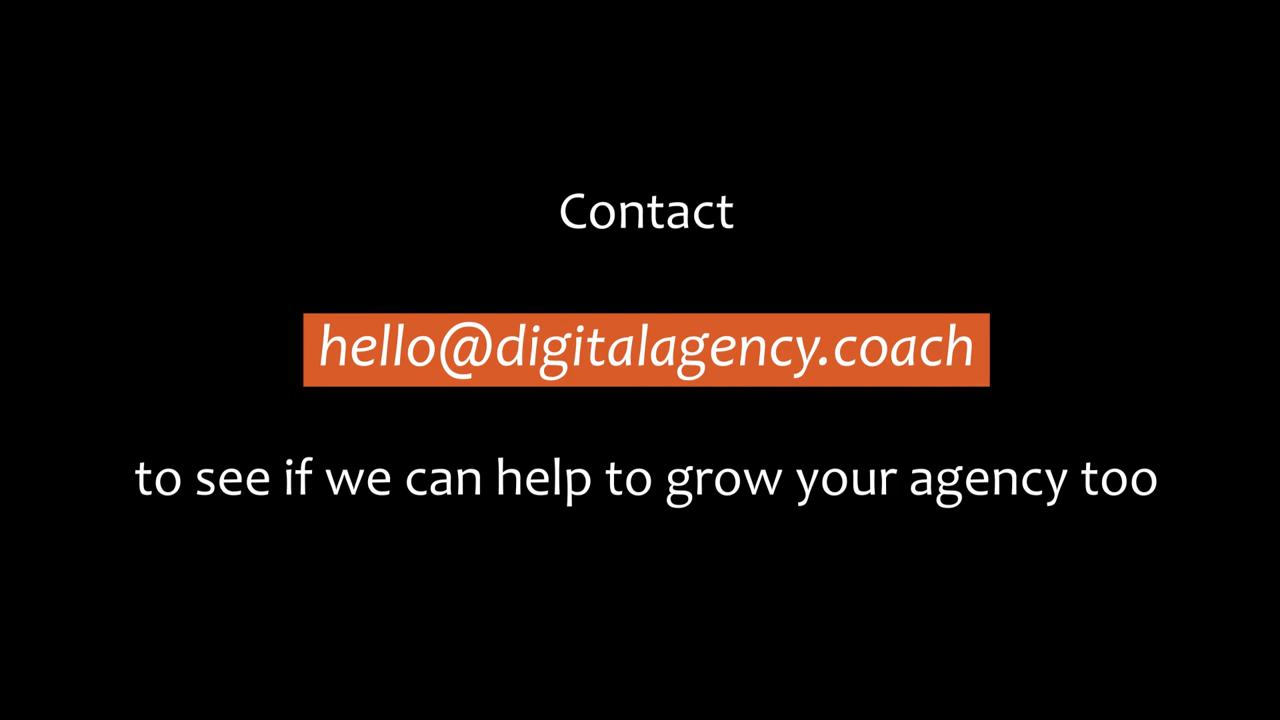 Contact
hello@digitalagency.coach
to see if we can help to grow your agency too